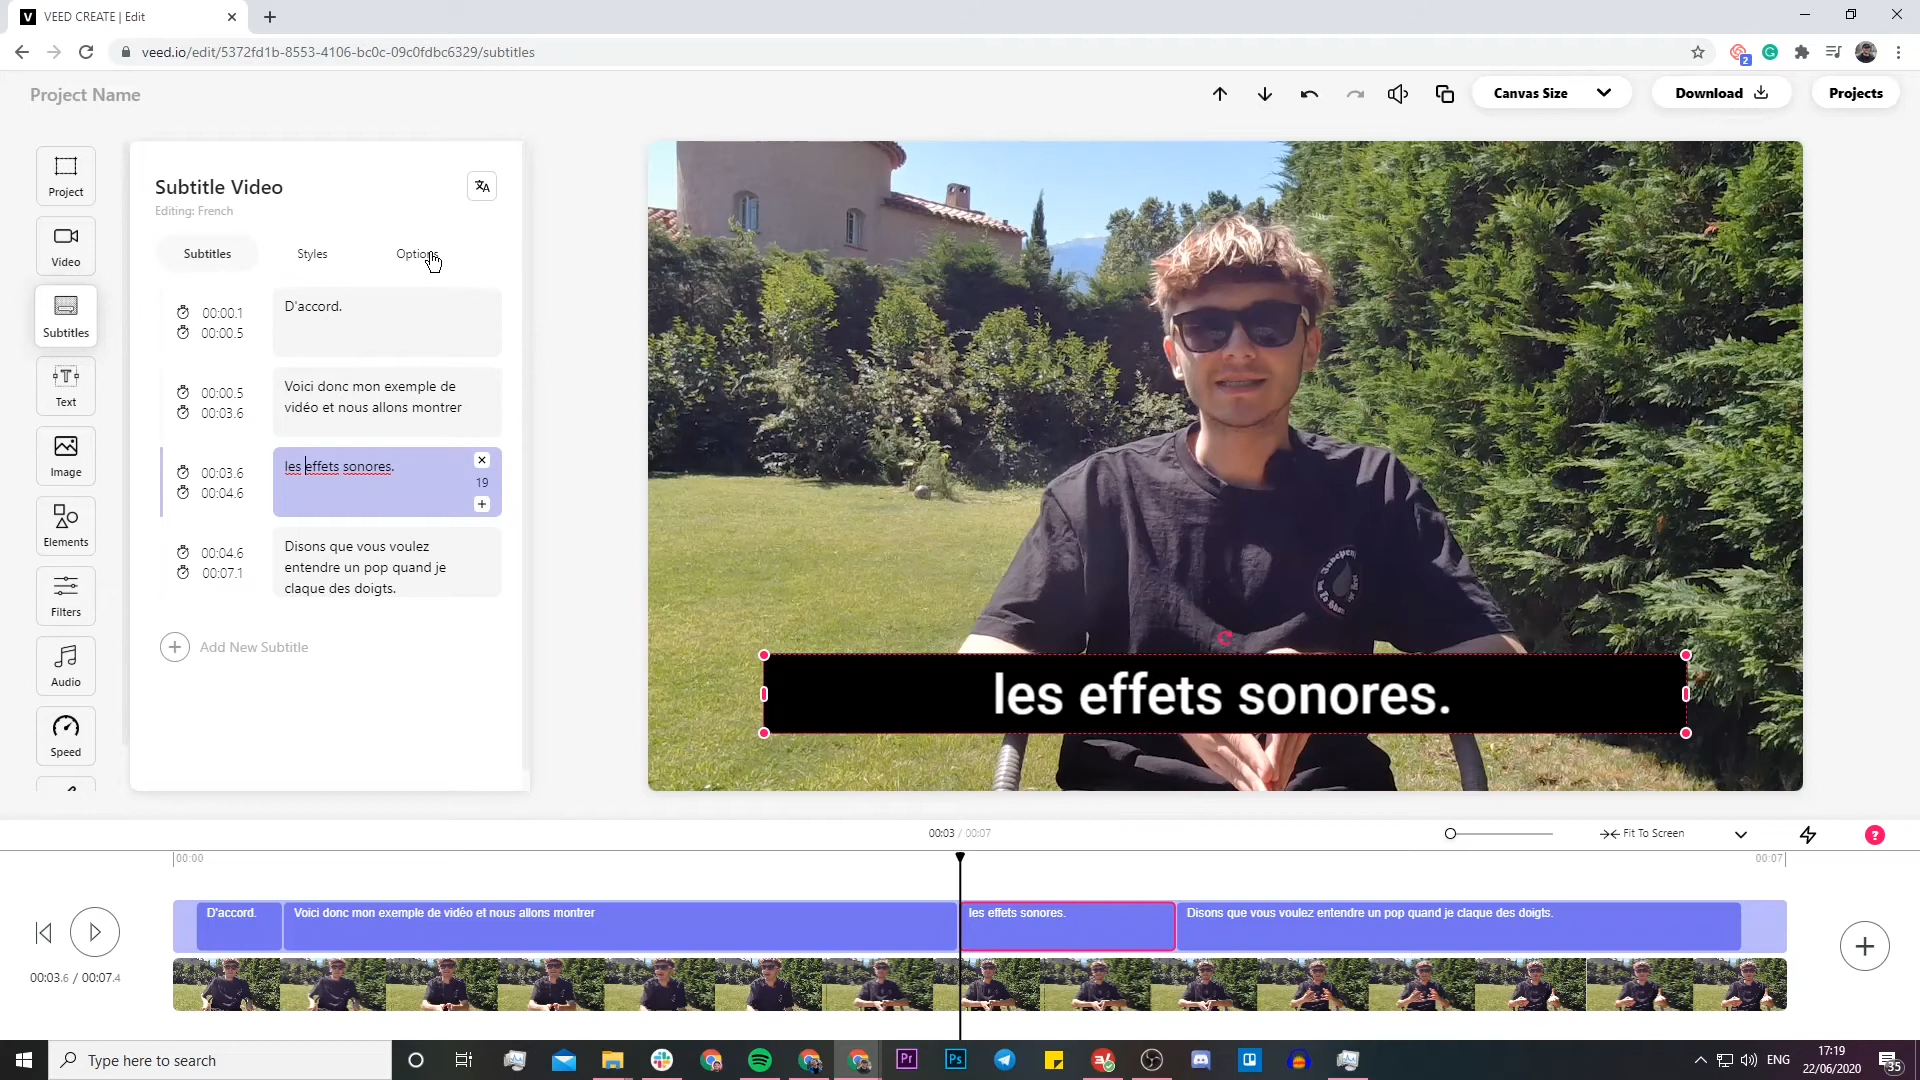 VEED CREATE | Edit
veed.io/edit/5372fd1b-8553-4106-bc0c-09c0fdbc6329/subtitles
2
Project Name
Canvas Size
Download
Projects
Project
Video
Subtitles
Text
Image
Elements
Filters
Audio
Speed
Subtitle Video
Editing: French
Subtitles
Styles
Options
00:00.1
00:00.5
D'accord.
00:00.5
00:03.6
Voici donc mon exemple de
vidéo et nous allons montrer
00:03.6
00:04.6
les effets sonores.
19
00:04.6
00:07.1
Disons que vous voulez
entendre un pop quand je
claque des doigts.
Add New Subtitle
les effets sonores.
00:03 / 00:07
Fit To Screen
?
00:00
00:07
D'accord.
Voici donc mon exemple de vidéo et nous allons montrer
les effets sonores.
Disons que vous voulez entendre un pop quand je claque des doigts.
00:03.6 / 00:07.4
Type here to search
Pr
Ps
ENG
17:19
22/06/2020
35